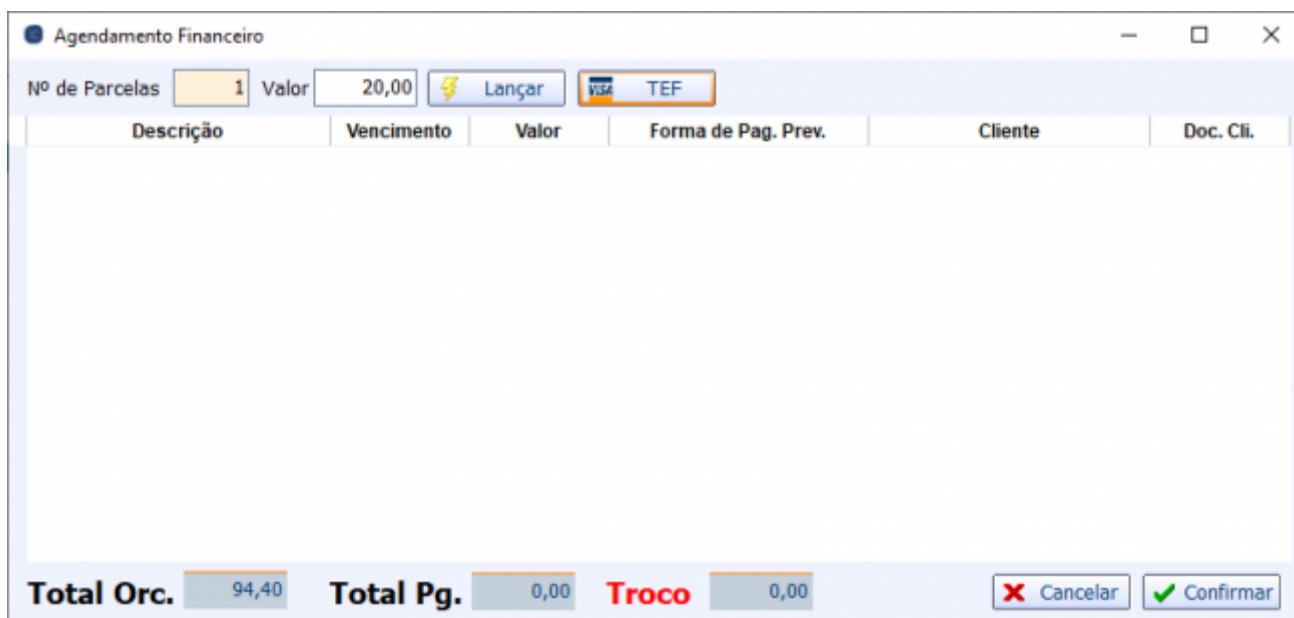 Agendamento Financeiro
Nº de Parcelas 1 Valor 20,00 Lançar VISA TEF
Descrição Vencimento Valor Forma de Pag. Prev. Cliente Doc. Cli.
Total Orc. 94,40 Total Pg. 0,00 Troco 0,00 Cancelar Confirmar